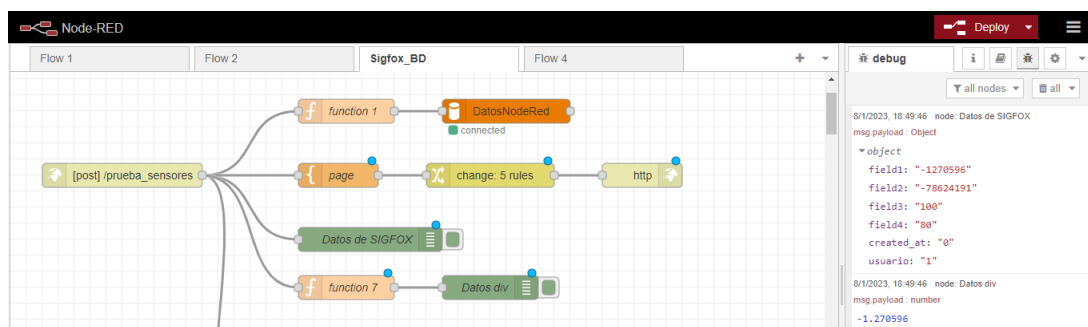 Node-RED
Deploy
Flow 1
Flow 2
Sigfox_BD
Flow 4
debug
i
all nodes
all
function 1
DatosNodeRed
connected
[post] /prueba_sensores
page
change: 5 rules
http
Datos de SIGFOX
function 7
Datos div
8/1/2023, 18:49:46 node: Datos de SIGFOX
msg.payload : Object
object
field1: "-1270596"
field2: "-78624191"
field3: "100"
field4: "80"
created_at: "0"
usuario: "1"
8/1/2023, 18:49:46 node: Datos div
msg.payload : number
-1.270596